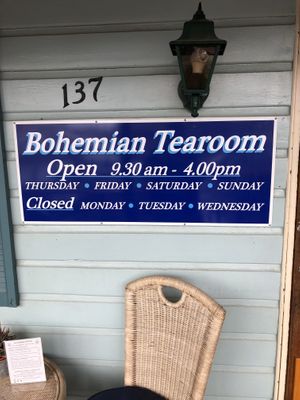 137
Bohemian Tearoom
Open 9.30 am - 4.00pm
THURSDAY • FRIDAY • SATURDAY • SUNDAY
Closed MONDAY • TUESDAY • WEDNESDAY